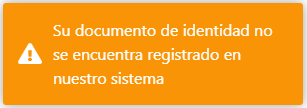 Su documento de identidad no
se encuentra registrado en
nuestro sistema